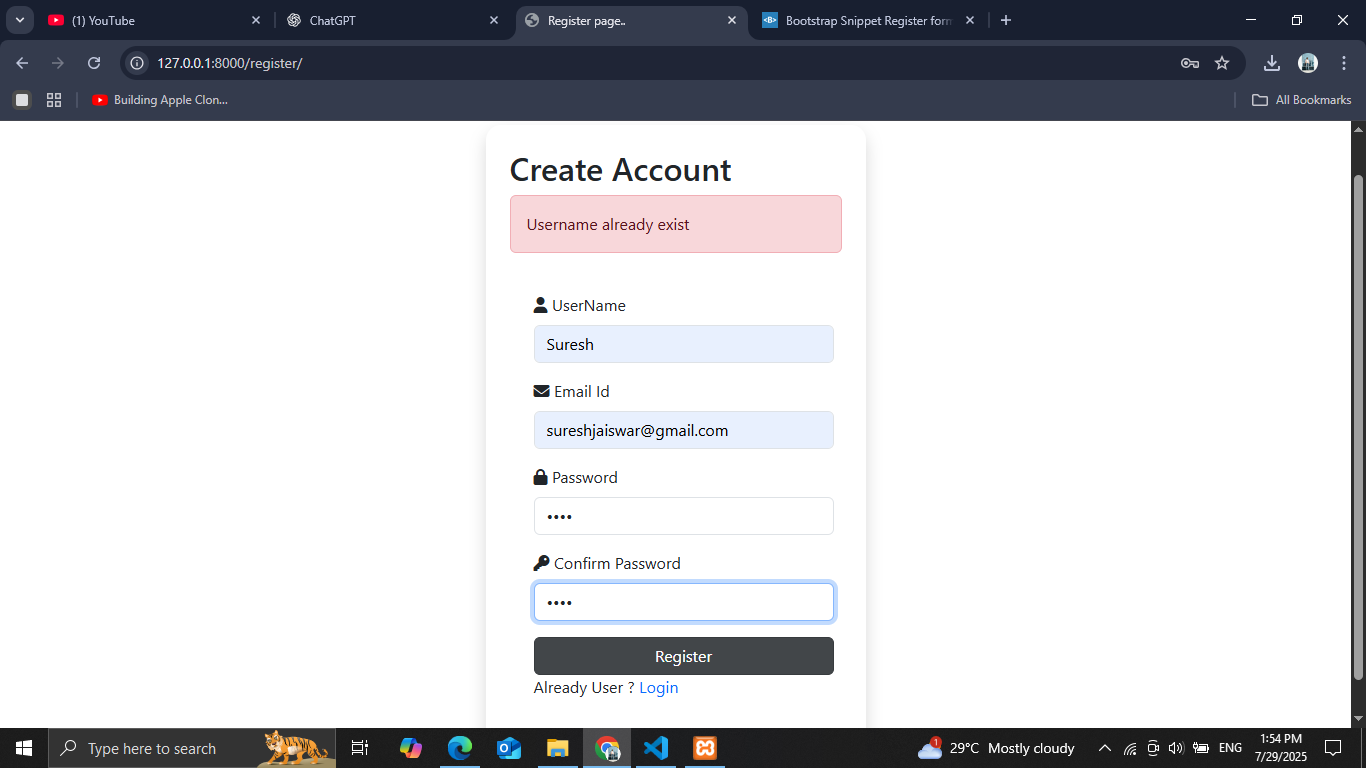 (1) YouTube
ChatGPT
Register page..
Bootstrap Snippet Register form
127.0.0.1:8000/register/
Building Apple Clon...
All Bookmarks
Create Account
Username already exist
UserName
Suresh
Email Id
sureshjaiswar@gmail.com
Password
••••
Confirm Password
••••
Register
Already User ? Login
Type here to search
1
29°C Mostly cloudy
ENG
1:54 PM
7/29/2025